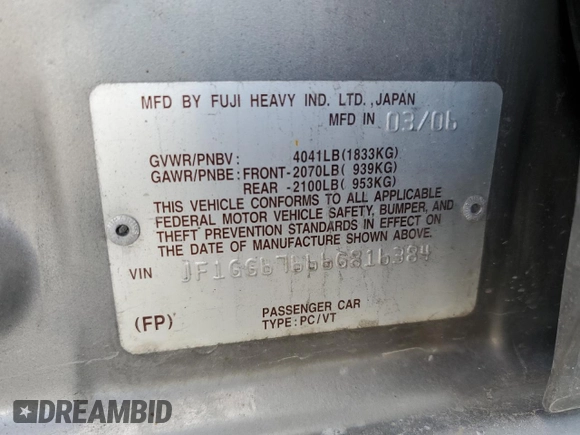 MFD BY FUJI HEAVY IND. LTD.,JAPAN
MFD IN 03/06
GVWR/PNBV: 4041LB(1833KG)
GAWR/PNBE: FRONT-2070LB( 939KG)
REAR -2100LB( 953KG)
THIS VEHICLE CONFORMS TO ALL APPLICABLE
FEDERAL MOTOR VEHICLE SAFETY, BUMPER, AND
THEFT PREVENTION STANDARDS IN EFFECT ON
THE DATE OF MANUFACTURE SHOWN ABOVE.
VIN JF1GG67666G816384
(FP) PASSENGER CAR
TYPE:PC/VT
DREAMBID